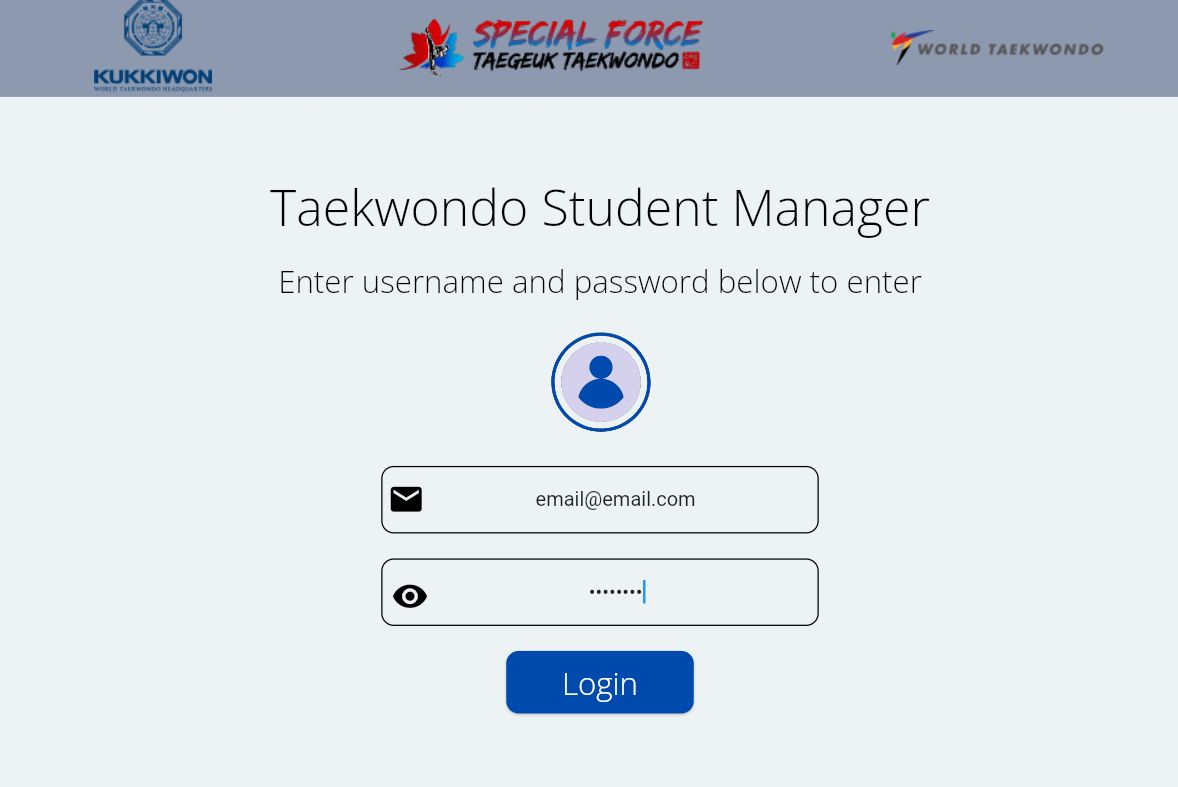 KUKKIWON
WORLD TAEKWONDO HEADQUARTERS
SPECIAL FORCE
TAEGEUK TAEKWONDO
WORLD TAEKWONDO
Taekwondo Student Manager
Enter username and password below to enter
email@email.com
••••••••
Login